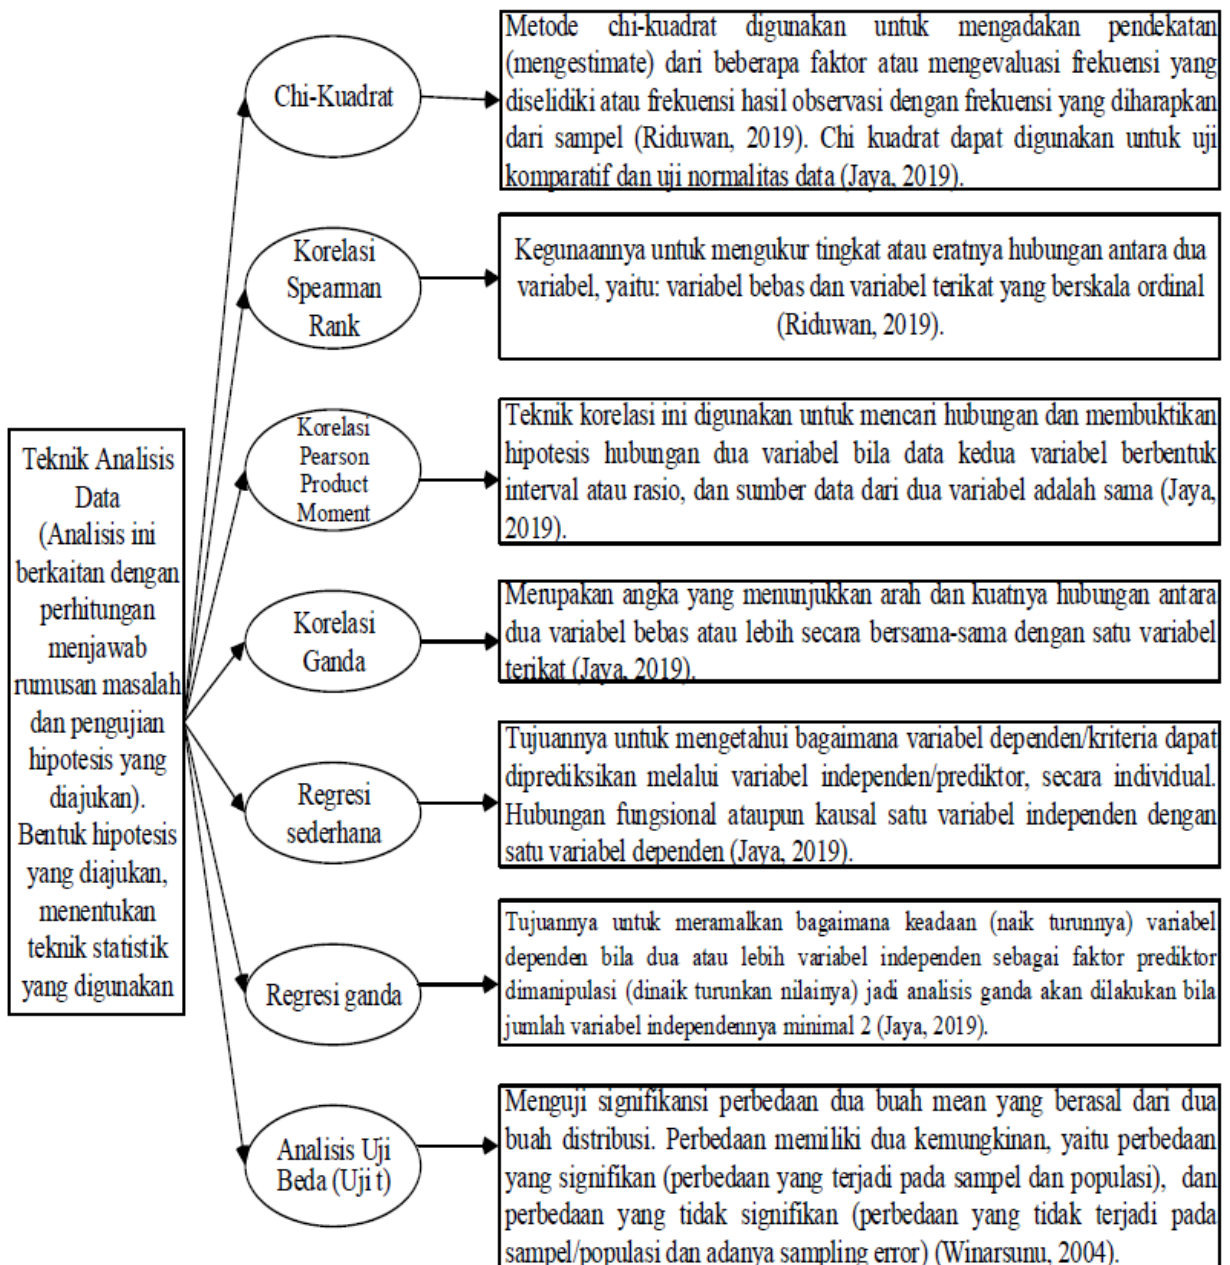 Teknik Analisis
Data
(Analisis ini
berkaitan dengan
perhitungan
menjawab
rumusan masalah
dan pengujian
hipotesis yang
diajukan).
Bentuk hipotesis
yang diajukan,
menentukan
teknik statistik
yang digunakan
Chi-Kuadrat
Metode chi-kuadrat digunakan untuk mengadakan pendekatan
(mengestimate) dari beberapa faktor atau mengevaluasi frekuensi yang
diselidiki atau frekuensi hasil observasi dengan frekuensi yang diharapkan
dari sampel (Riduwan, 2019). Chi kuadrat dapat digunakan untuk uji
komparatif dan uji normalitas data (Jaya, 2019).
Korelasi
Spearman
Rank
Kegunaannya untuk mengukur tingkat atau eratnya hubungan antara dua
variabel, yaitu: variabel bebas dan variabel terikat yang berskala ordinal
(Riduwan, 2019).
Korelasi
Pearson
Product
Moment
Teknik korelasi ini digunakan untuk mencari hubungan dan membuktikan
hipotesis hubungan dua variabel bila data kedua variabel berbentuk
interval atau rasio, dan sumber data dari dua variabel adalah sama (Jaya,
2019).
Korelasi
Ganda
Merupakan angka yang menunjukkan arah dan kuatnya hubungan antara
dua variabel bebas atau lebih secara bersama-sama dengan satu variabel
terikat (Jaya, 2019).
Regresi
sederhana
Tujuannya untuk mengetahui bagaimana variabel dependen/kriteria dapat
diprediksikan melalui variabel independen/prediktor, secara individual.
Hubungan fungsional ataupun kausal satu variabel independen dengan
satu variabel dependen (Jaya, 2019).
Regresi ganda
Tujuannya untuk meramalkan bagaimana keadaan (naik turunnya) variabel
dependen bila dua atau lebih variabel independen sebagai faktor prediktor
dimanipulasi (dinaik turunkan nilainya) jadi analisis ganda akan dilakukan bila
jumlah variabel independennya minimal 2 (Jaya, 2019).
Analisis Uji
Beda (Uji t)
Menguji signifikansi perbedaan dua buah mean yang berasal dari dua
buah distribusi. Perbedaan memiliki dua kemungkinan, yaitu perbedaan
yang signifikan (perbedaan yang terjadi pada sampel dan populasi), dan
perbedaan yang tidak signifikan (perbedaan yang tidak terjadi pada
sampel/populasi dan adanya sampling error) (Winarsunu, 2004).